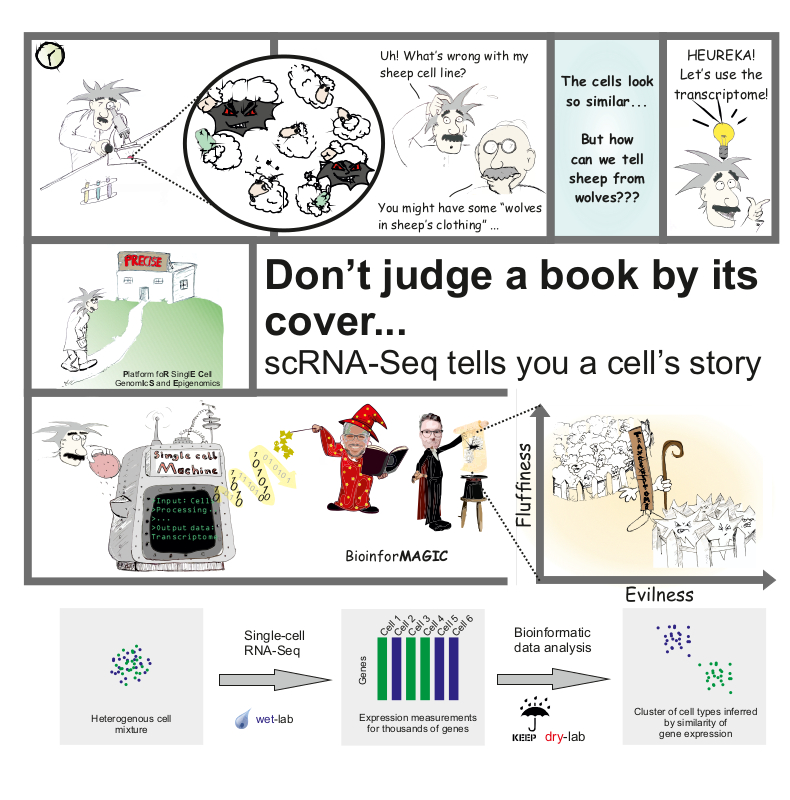 Uh! What's wrong with my
sheep cell line?
You might have some "wolves
in sheep's clothing" ...
The cells look
so similar...
But how
can we tell
sheep from
wolves???
HEUREKA!
Let's use the
transcriptome!
PRECISE
Platform foR SinglE Cell
GenomIcS and Epigenomics
Don't judge a book by its
cover...
scRNA-Seq tells you a cell's story
Single cell
Machine
>Input: Cell
>Processing..
>...
>Output data:
Transcriptome
BioinforMAGIC
Fluffiness
TRANSCRIPTOME
Evilness
Heterogenous cell
mixture
Single-cell
RNA-Seq
wet-lab
Cell 1
Cell 2
Cell 3
Cell 4
Cell 5
Cell 6
Genes
Expression measurements
for thousands of genes
Bioinformatic
data analysis
KEEP dry-lab
Cluster of cell types inferred
by similarity of
gene expression